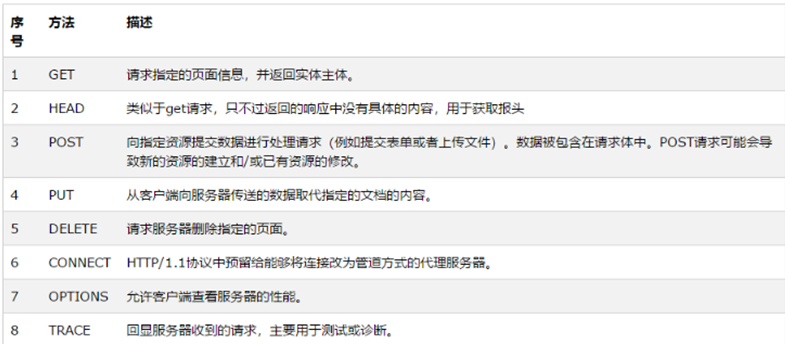 序号 方法 描述
1 GET 请求指定的页面信息，并返回实体主体。
2 HEAD 类似于get请求，只不过返回的响应中没有具体的内容，用于获取报头
3 POST 向指定资源提交数据进行处理请求（例如提交表单或者上传文件）。数据被包含在请求体中。POST请求可能会导
致新的资源的建立和/或已有资源的修改。
4 PUT 从客户端向服务器传送的数据取代指定的文档的内容。
5 DELETE 请求服务器删除指定的页面。
6 CONNECT HTTP/1.1协议中预留给能够将连接改为管道方式的代理服务器。
7 OPTIONS 允许客户端查看服务器的性能。
8 TRACE 回显服务器收到的请求，主要用于测试或诊断。